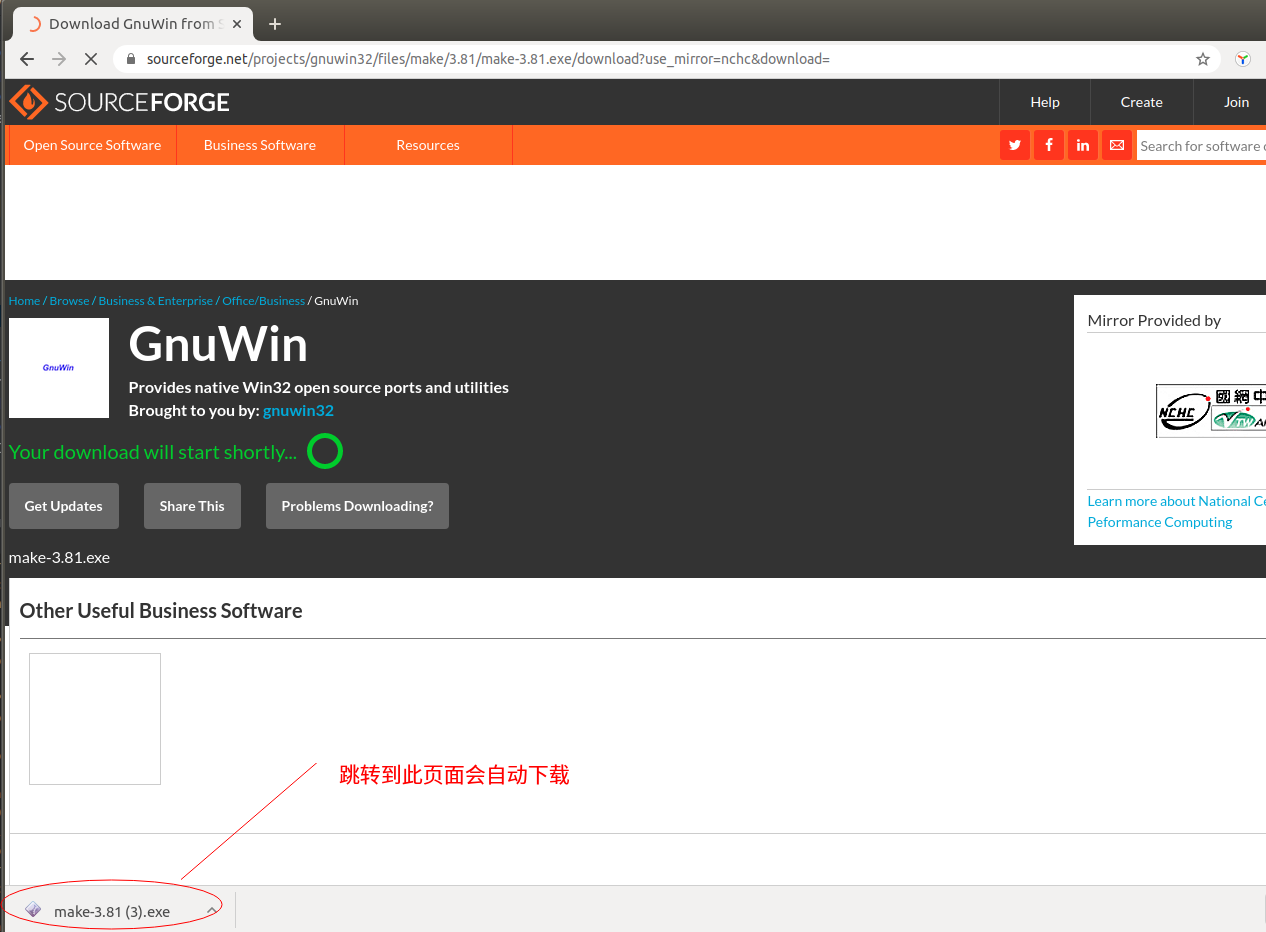 Download GnuWin from S
sourceforge.net/projects/gnuwin32/files/make/3.81/make-3.81.exe/download?use_mirror=nchc&download=
SOURCEFORGE
Help
Create
Join
Open Source Software
Business Software
Resources
Search for software o
Home / Browse / Business & Enterprise / Office/Business / GnuWin
GnuWin
GnuWin
Provides native Win32 open source ports and utilities
Brought to you by: gnuwin32
Your download will start shortly...
Get Updates
Share This
Problems Downloading?
make-3.81.exe
Mirror Provided by
NCHC
國網中
TW
Learn more about National Ce
Peformance Computing
Other Useful Business Software
跳转到此页面会自动下载
make-3.81 (3).exe